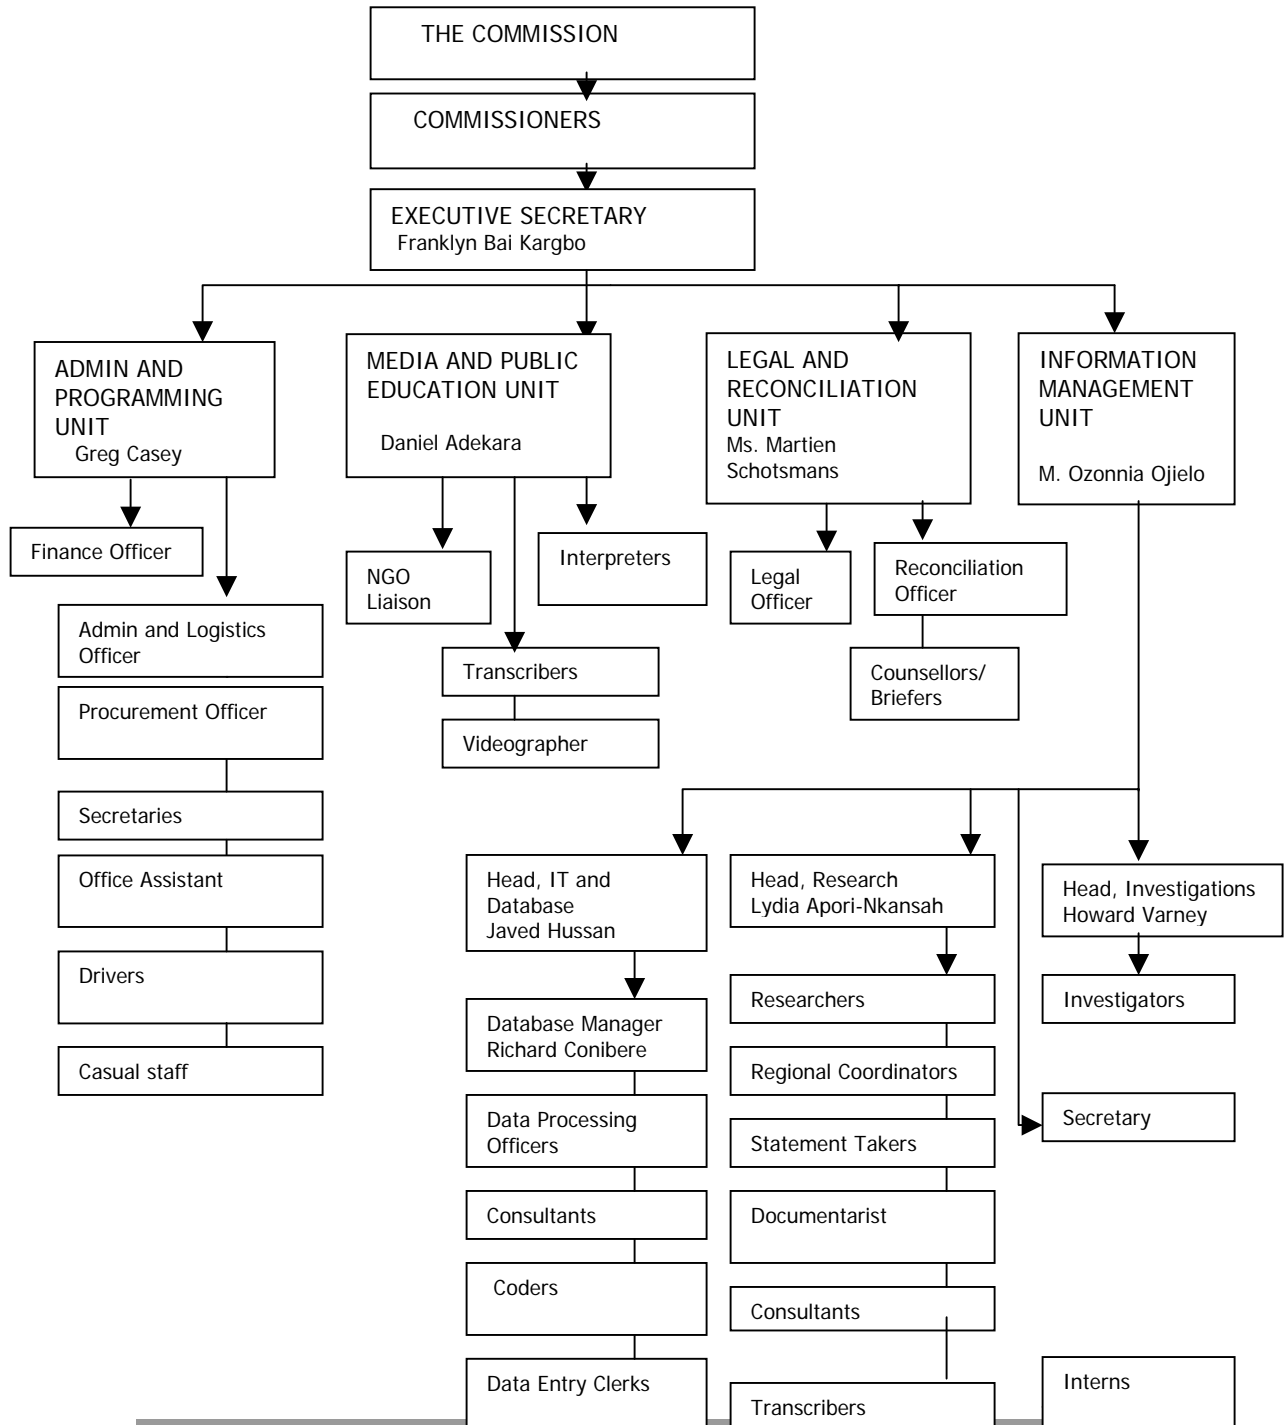 THE COMMISSION
COMMISSIONERS
EXECUTIVE SECRETARY
Franklyn Bai Kargbo
ADMIN AND
PROGRAMMING
UNIT
Greg Casey
MEDIA AND PUBLIC
EDUCATION UNIT
Daniel Adekara
LEGAL AND
RECONCILIATION
UNIT
Ms. Martien
Schotsmans
INFORMATION
MANAGEMENT
UNIT
M. Ozonnia Ojielo
Finance Officer
Admin and Logistics
Officer
Procurement Officer
Secretaries
Office Assistant
Drivers
Casual staff
NGO
Liaison
Interpreters
Transcribers
Videographer
Legal
Officer
Reconciliation
Officer
Counsellors/
Briefers
Head, IT and
Database
Javed Hussan
Database Manager
Richard Conibere
Data Processing
Officers
Consultants
Coders
Data Entry Clerks
Head, Research
Lydia Apori-Nkansah
Researchers
Regional Coordinators
Statement Takers
Documentarist
Consultants
Transcribers
Head, Investigations
Howard Varney
Investigators
Secretary
Interns